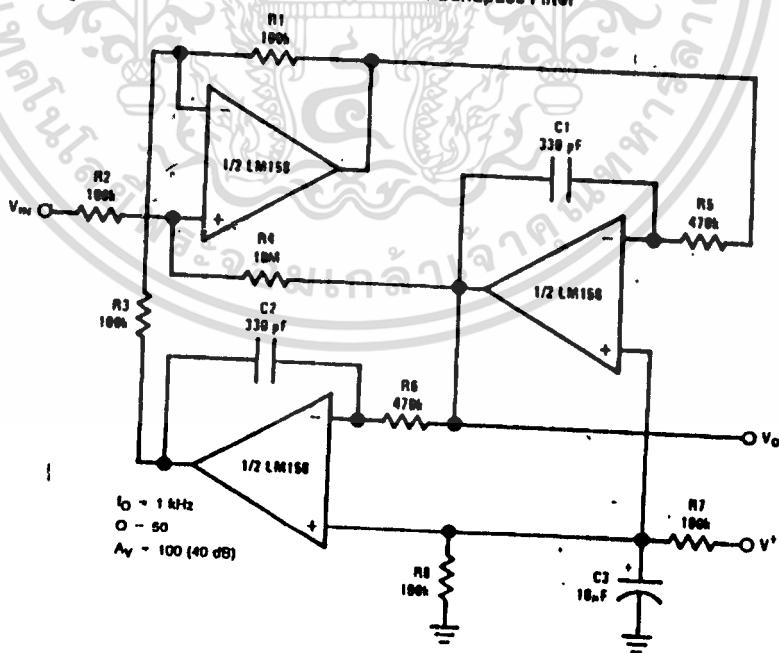 R1
100k
1/2 LM158
R2
100k
VIN
R4
10M
C1
330 pF
R5
470k
1/2 LM158
R3
100k
C2
330 pF
R6
470k
1/2 LM158
VO
fO = 1 kHz
Q = 50
AV = 100 (40 dB)
R7
100k
V+
R8
100k
C3
10µF
+